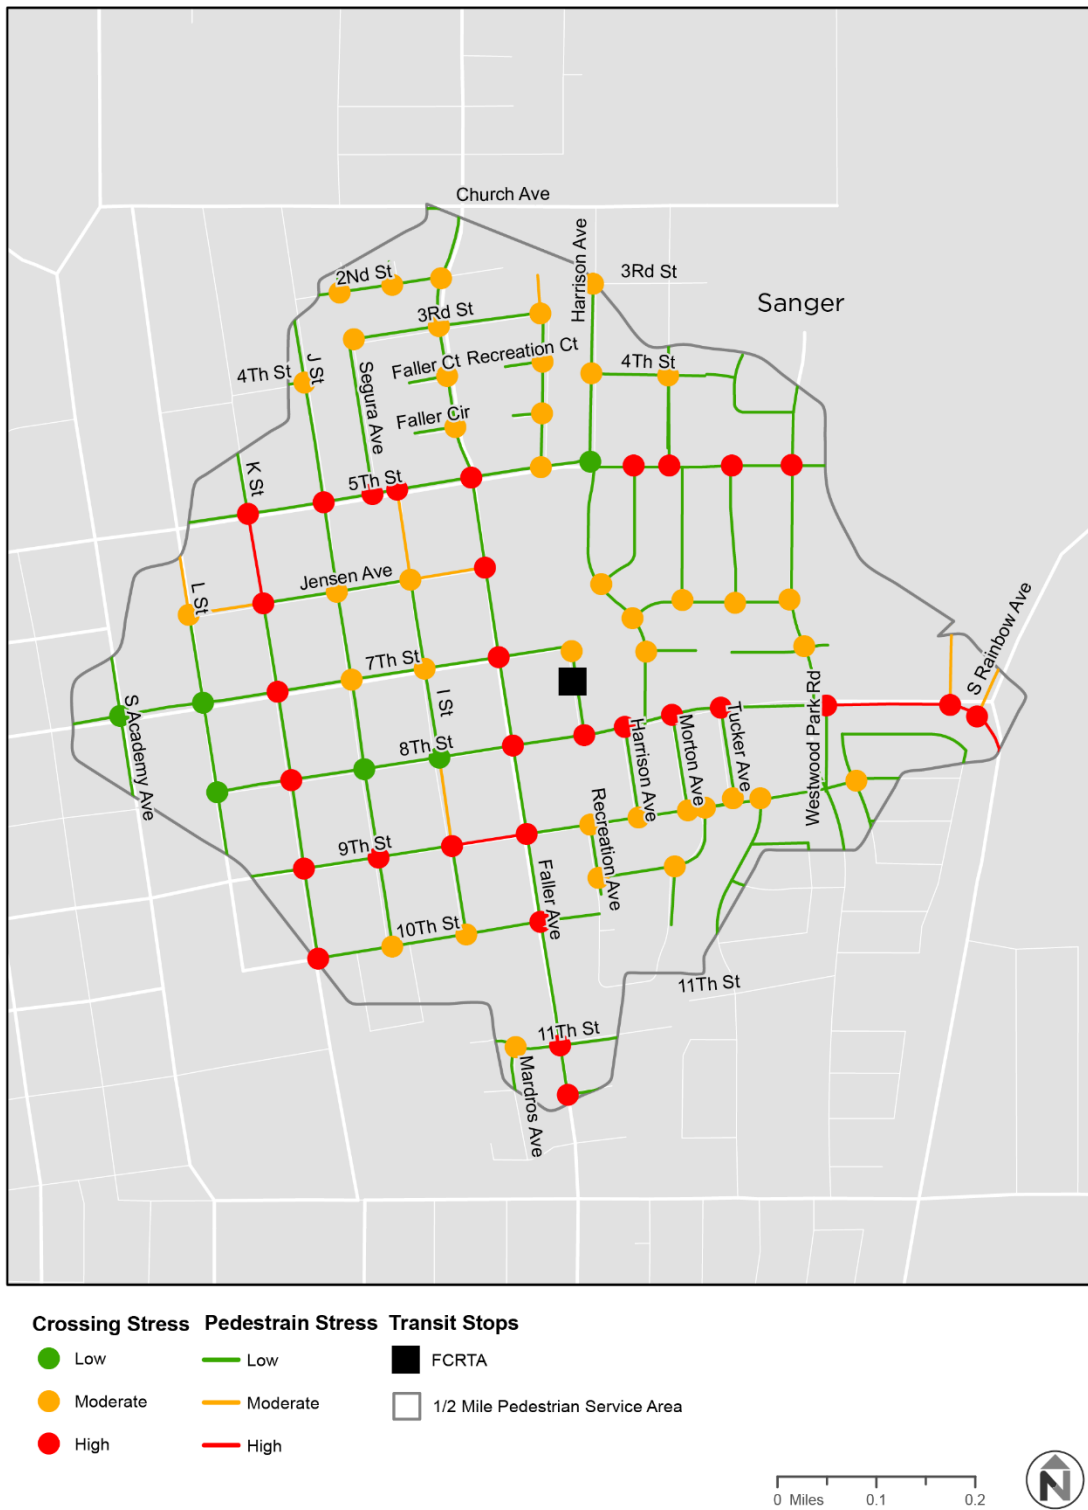 Church Ave
Harrison Ave
2Nd St
3Rd St
Sanger
3Rd St
J St
4Th St
Segura Ave
Faller Ct
Recreation Ct
4Th St
Faller Cir
K St
5Th St
L St
Jensen Ave
S Rainbow Ave
7Th St
I St
S Academy Ave
8Th St
Harrison Ave
Morton Ave
Tucker Ave
Westwood Park Rd
9Th St
Recreation Ave
Faller Ave
10Th St
11Th St
11Th St
Mardros Ave
Crossing Stress Pedestrain Stress Transit Stops
Low Low FCRTA
Moderate Moderate 1/2 Mile Pedestrian Service Area
High High
0 Miles 0.1 0.2
N